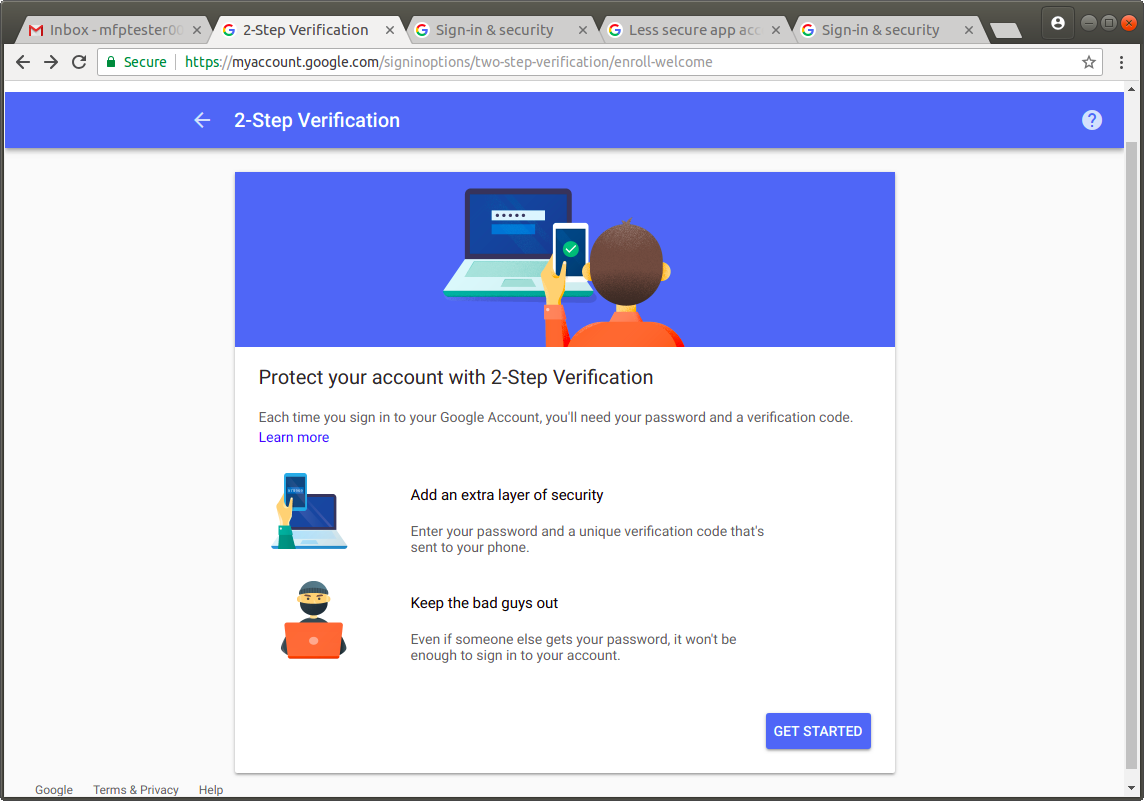 Inbox - mfptester00
2-Step Verification
Sign-in & security
Less secure app acc
Sign-in & security
Secure
https://myaccount.google.com/signinoptions/two-step-verification/enroll-welcome
2-Step Verification
?
Protect your account with 2-Step Verification
Each time you sign in to your Google Account, you'll need your password and a verification code.
Learn more
Add an extra layer of security
Enter your password and a unique verification code that's
sent to your phone.
Keep the bad guys out
Even if someone else gets your password, it won't be
enough to sign in to your account.
GET STARTED
Google
Terms & Privacy
Help